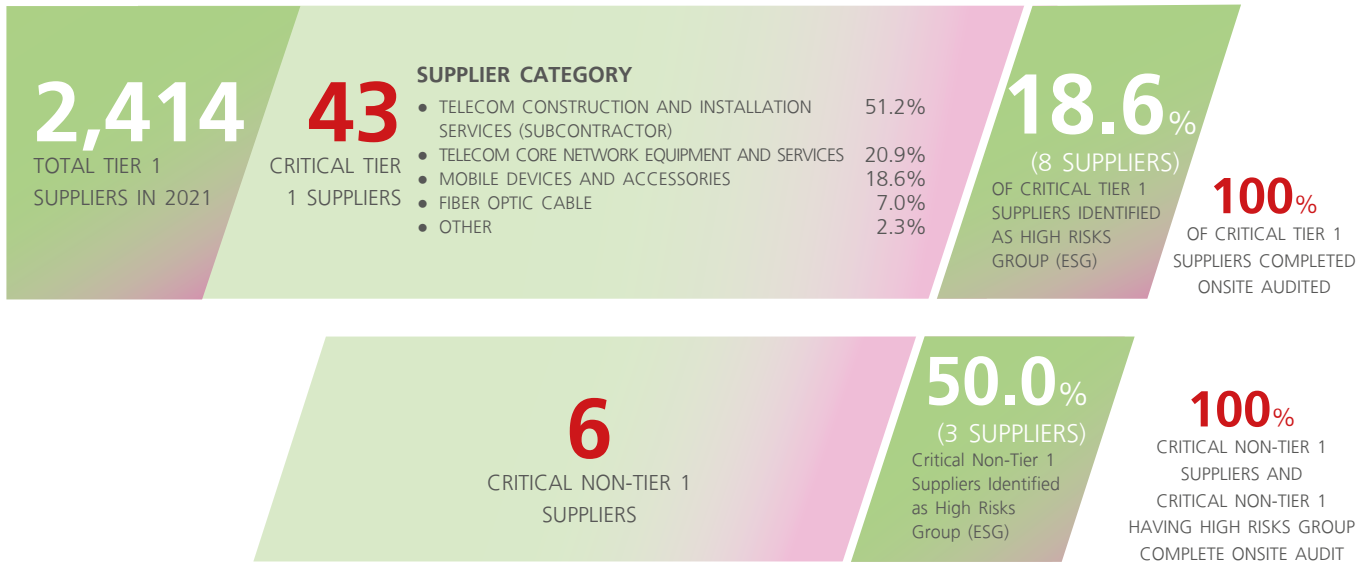 2,414
TOTAL TIER 1
SUPPLIERS IN 2021
43
CRITICAL TIER
1 SUPPLIERS
SUPPLIER CATEGORY
● TELECOM CONSTRUCTION AND INSTALLATION SERVICES (SUBCONTRACTOR) 51.2%
● TELECOM CORE NETWORK EQUIPMENT AND SERVICES 20.9%
● MOBILE DEVICES AND ACCESSORIES 18.6%
● FIBER OPTIC CABLE 7.0%
● OTHER 2.3%
18.6%
(8 SUPPLIERS)
OF CRITICAL TIER 1
SUPPLIERS IDENTIFIED
AS HIGH RISKS
GROUP (ESG)
100%
OF CRITICAL TIER 1
SUPPLIERS COMPLETED
ONSITE AUDITED
6
CRITICAL NON-TIER 1
SUPPLIERS
50.0%
(3 SUPPLIERS)
Critical Non-Tier 1
Suppliers Identified
as High Risks
Group (ESG)
100%
CRITICAL NON-TIER 1
SUPPLIERS AND
CRITICAL NON-TIER 1
HAVING HIGH RISKS GROUP
COMPLETE ONSITE AUDIT